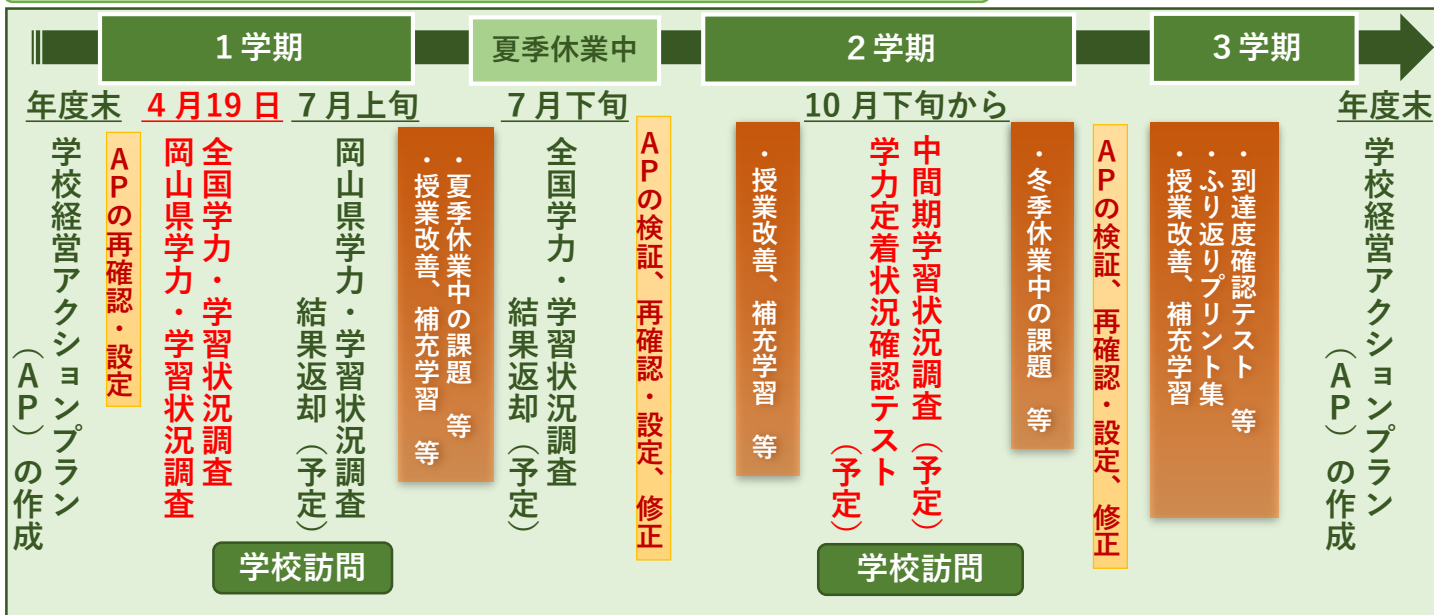 1学期
夏季休業中
2学期
3学期
年度末
学校経営アクションプラン
（AP）の作成
APの再確認・設定
4月19日
全国学力・学習状況調査
岡山県学力・学習状況調査
7月上旬
岡山県学力・学習状況調査
結果返却（予定）
・夏季休業中の課題　等
・授業改善、補充学習　等
7月下旬
全国学力・学習状況調査
結果返却（予定）
APの検証、再確認・設定、修正
・授業改善、補充学習　等
10月下旬から
中間期学習状況調査（予定）
学力定着状況確認テスト（予定）
・冬季休業中の課題　等
APの検証、再確認・設定、修正
・到達度確認テスト　等
・ふり返りプリント集
・授業改善、補充学習
年度末
学校経営アクションプラン
（AP）の作成
学校訪問
学校訪問